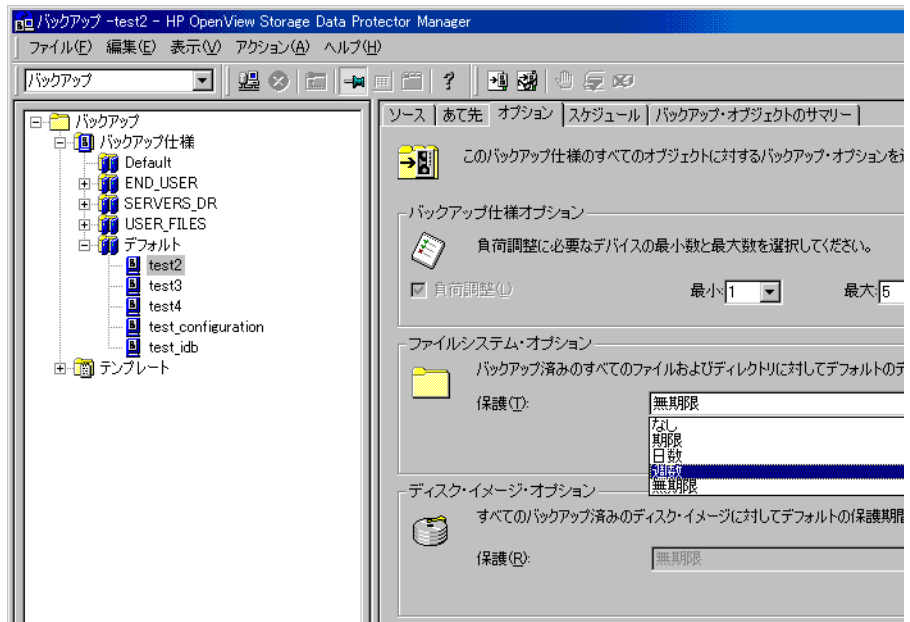 バックアップ -test2 - HP OpenView Storage Data Protector Manager
ファイル(F) 編集(E) 表示(V) アクション(A) ヘルプ(H)
バックアップ
バックアップ
バックアップ仕様
Default
END_USER
SERVERS_DR
USER_FILES
デフォルト
test2
test3
test4
test_configuration
test_idb
テンプレート
ソース あて先 オプション スケジュール バックアップ・オブジェクトのサマリー
このバックアップ仕様のすべてのオブジェクトに対するバックアップ・オプションを
バックアップ仕様オプション
負荷調整に必要なデバイスの最小数と最大数を選択してください。
負荷調整(L) 最小:1 最大:5
ファイルシステム・オプション
バックアップ済みのすべてのファイルおよびディレクトリに対してデフォルトのデ
保護(T): 無期限
なし
期限
日数
週数
無期限
ディスク・イメージ・オプション
すべてのバックアップ済みのディスク・イメージに対してデフォルトの保護期間
保護(R): 無期限